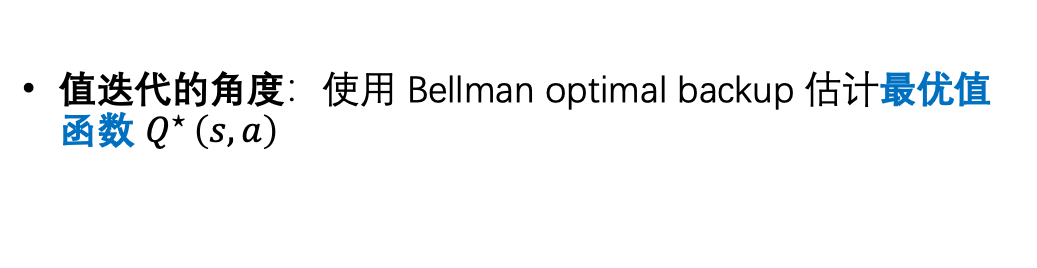 • 值迭代的角度： 使用 Bellman optimal backup 估计最优值
函数 Q⋆ (s, a)